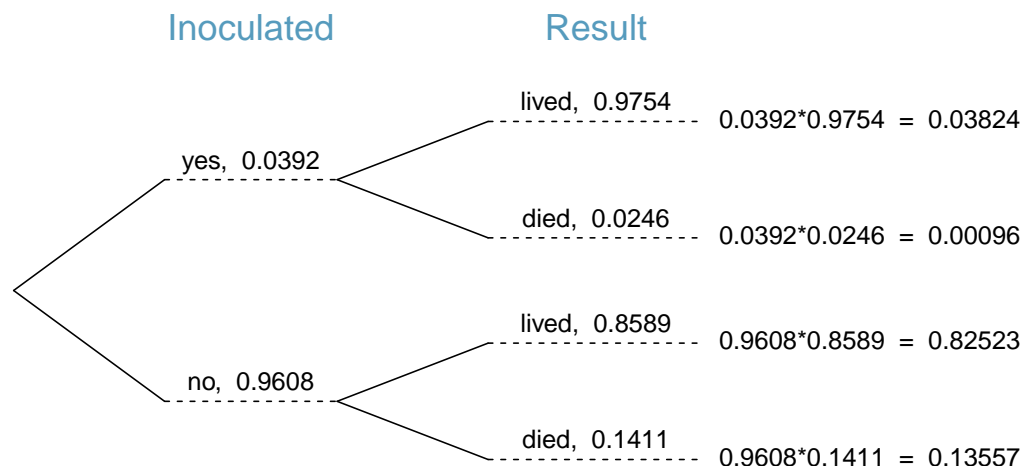 Inoculated Result
lived, 0.9754
0.0392*0.9754 = 0.03824
yes, 0.0392
died, 0.0246
0.0392*0.0246 = 0.00096
lived, 0.8589
0.9608*0.8589 = 0.82523
no, 0.9608
died, 0.1411
0.9608*0.1411 = 0.13557